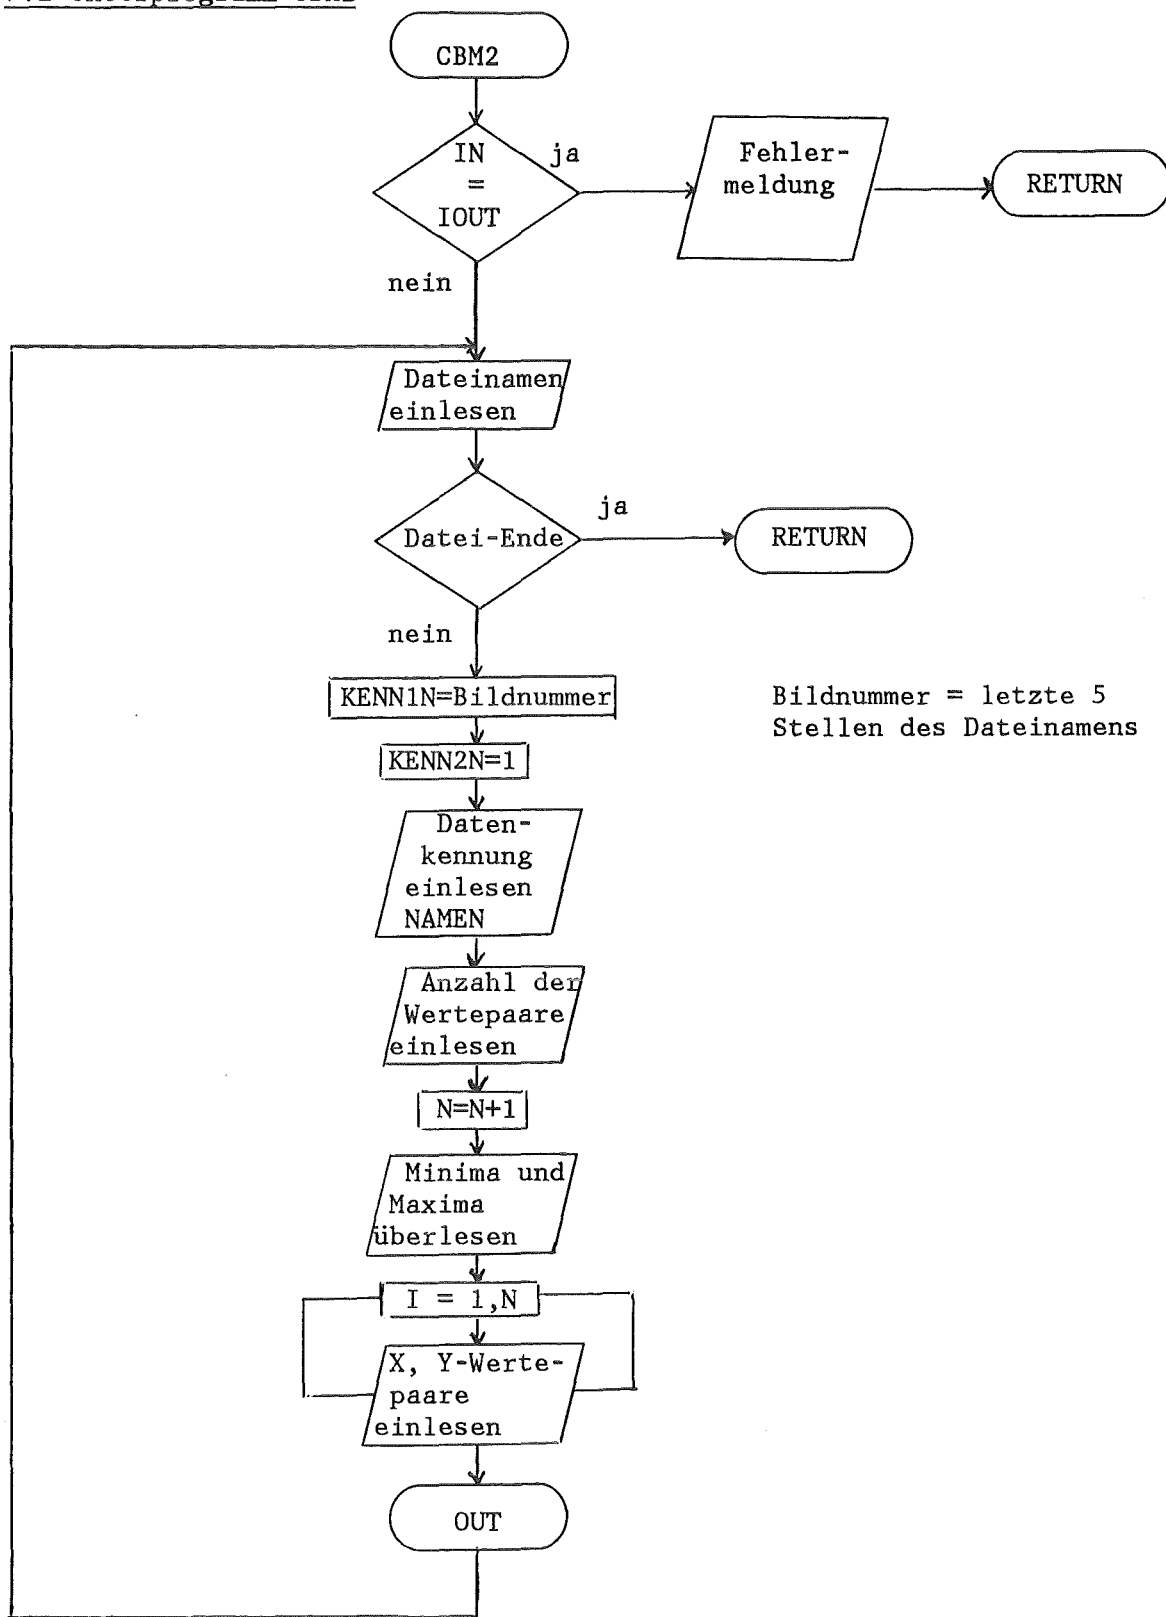 CBM2
IN
=
IOUT
ja
Fehler-
meldung
RETURN
nein
Dateinamen
einlesen
Datei-Ende
ja
RETURN
nein
KENN1N=Bildnummer
Bildnummer = letzte 5
Stellen des Dateinamens
KENN2N=1
Daten-
kennung
einlesen
NAMEN
Anzahl der
Wertepaare
einlesen
N=N+1
Minima und
Maxima
überlesen
I = 1,N
X, Y-Werte-
paare
einlesen
OUT